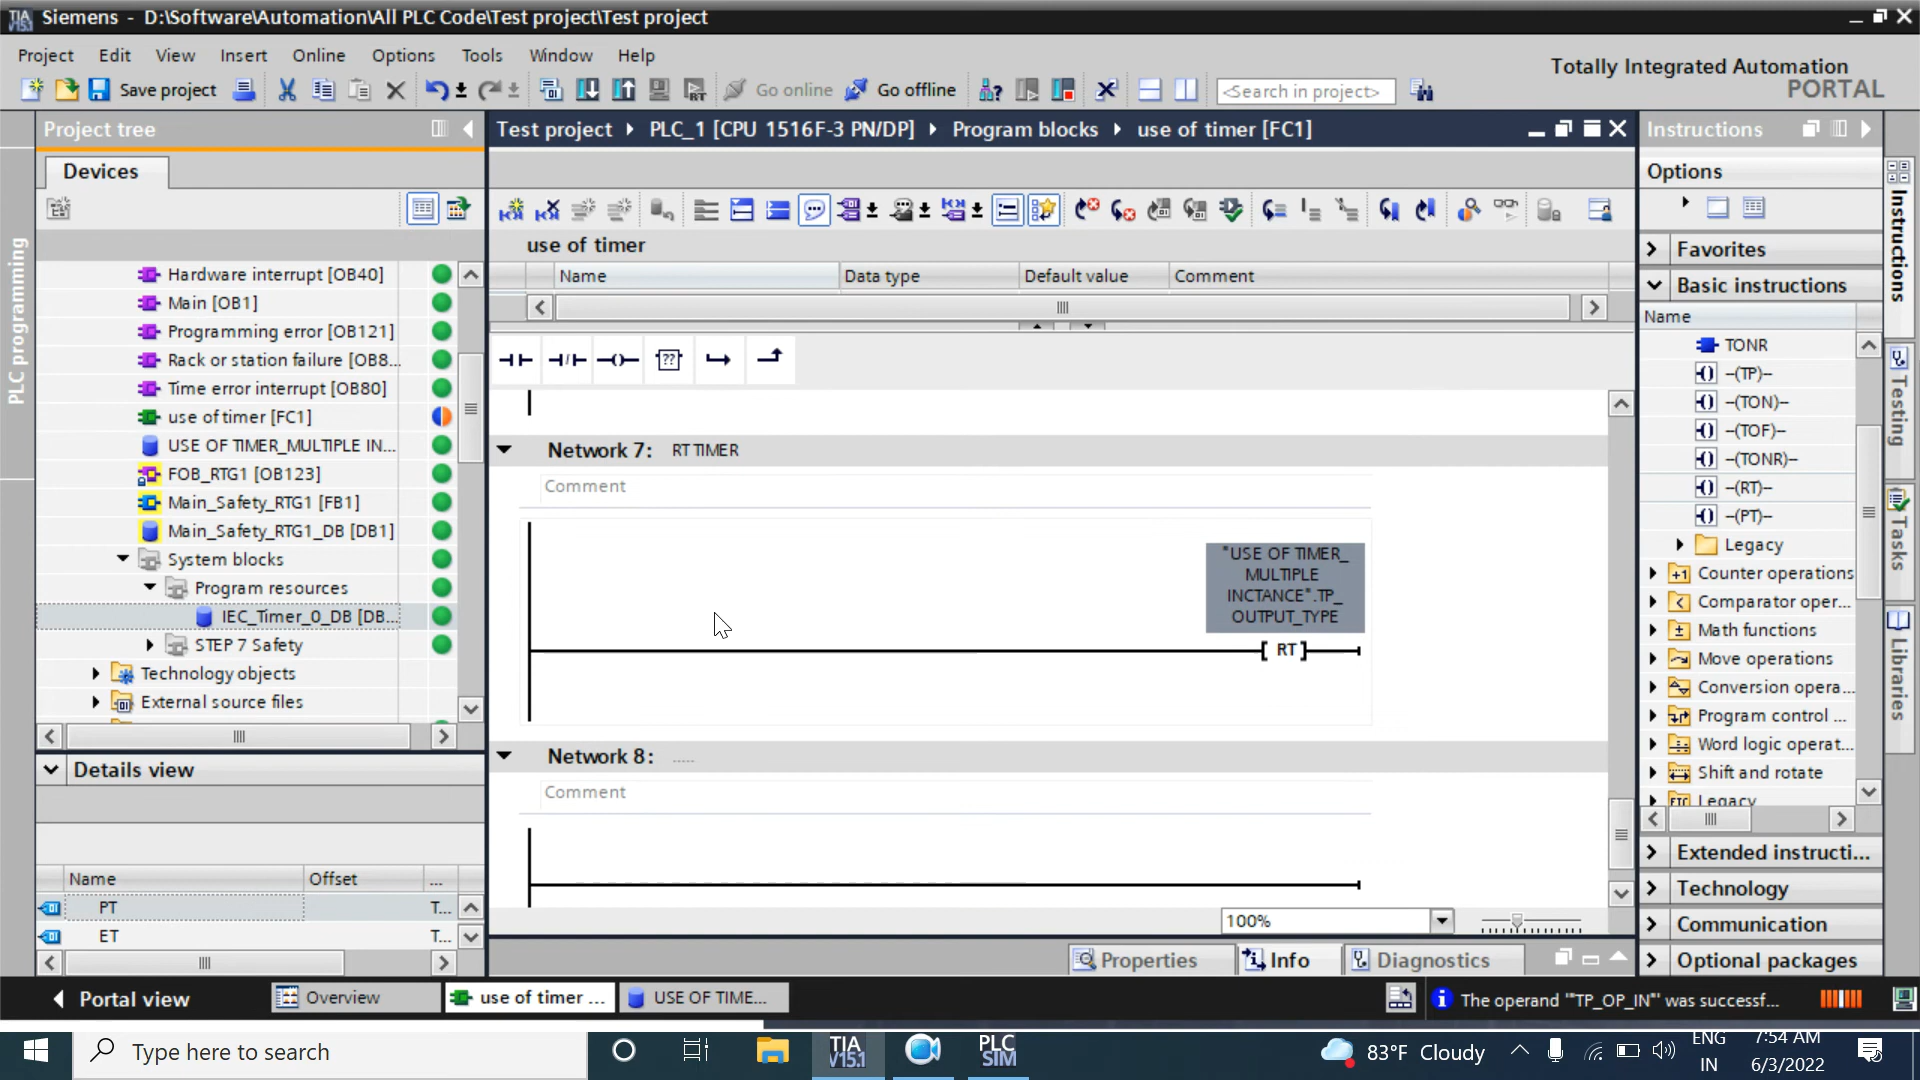 TIA V15.1 Siemens - D:\Software\Automation\All PLC Code\Test project\Test project
Project Edit View Insert Online Options Tools Window Help
Totally Integrated Automation
PORTAL
Save project Go online Go offline <Search in project>
Project tree
Test project PLC_1 [CPU 1516F-3 PN/DP] Program blocks use of timer [FC1]
Instructions
Devices
Options
use of timer
Name Data type Default value Comment
Favorites
Basic instructions
Name
PLC programming
Hardware interrupt [OB40]
Main [OB1]
Programming error [OB121]
Rack or station failure [OB8...
Time error interrupt [OB80]
use of timer [FC1]
USE OF TIMER_MULTIPLE IN...
FOB_RTG1 [OB123]
Main_Safety_RTG1 [FB1]
Main_Safety_RTG1_DB [DB1]
System blocks
Program resources
IEC_Timer_0_DB [DB...
STEP 7 Safety
Technology objects
External source files
Details view
Name Offset ...
PT T...
ET T...
??
Network 7: RT TIMER
Comment
"USE OF TIMER_
MULTIPLE
INCTANCE".TP_
OUTPUT_TYPE
RT
Network 8: .....
Comment
100%
Properties Info Diagnostics
TONR
-(TP)-
-(TON)-
-(TOF)-
-(TONR)-
-(RT)-
-(PT)-
Legacy
Counter operations
Comparator oper...
Math functions
Move operations
Conversion opera...
Program control ...
Word logic operat...
Shift and rotate
Legacy
Extended instructi...
Technology
Communication
Optional packages
Instructions
Testing
Tasks
Libraries
Portal view Overview use of timer ... USE OF TIME... The operand '"TP_OP_IN"' was successf...
Type here to search
TIA V15.1
PLC SIM
83°F Cloudy
ENG
IN
7:54 AM
6/3/2022